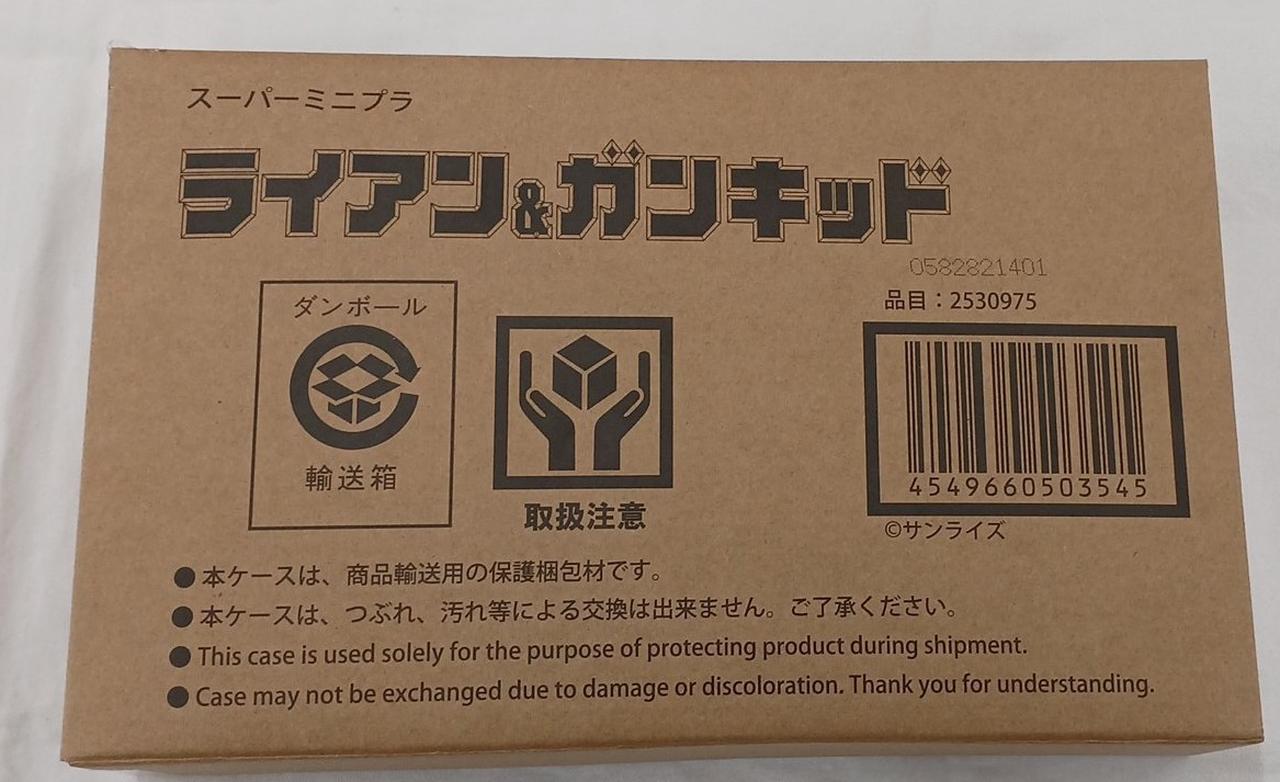 スーパーミニプラ
ライアン&ガンキッド
0582821401
品目：2530975
ダンボール
輸送箱
取扱注意
4549660503545
©サンライズ
●本ケースは、商品輸送用の保護梱包材です。
●本ケースは、つぶれ、汚れ等による交換は出来ません。ご了承ください。
●This case is used solely for the purpose of protecting product during shipment.
●Case may not be exchanged due to damage or discoloration. Thank you for understanding.